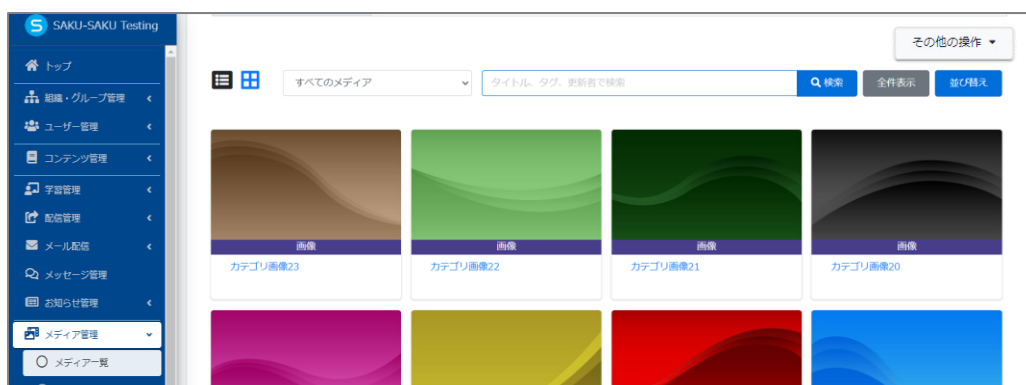 SAKU-SAKU Testing
その他の操作
トップ
すべてのメディア
タイトル、タグ、更新者で検索
検索
全件表示
並び替え
組織・グループ管理
ユーザー管理
コンテンツ管理
学習管理
配信管理
メール配信
メッセージ管理
お知らせ管理
メディア管理
メディア一覧
画像
画像
画像
画像
カテゴリ画像23
カテゴリ画像22
カテゴリ画像21
カテゴリ画像20